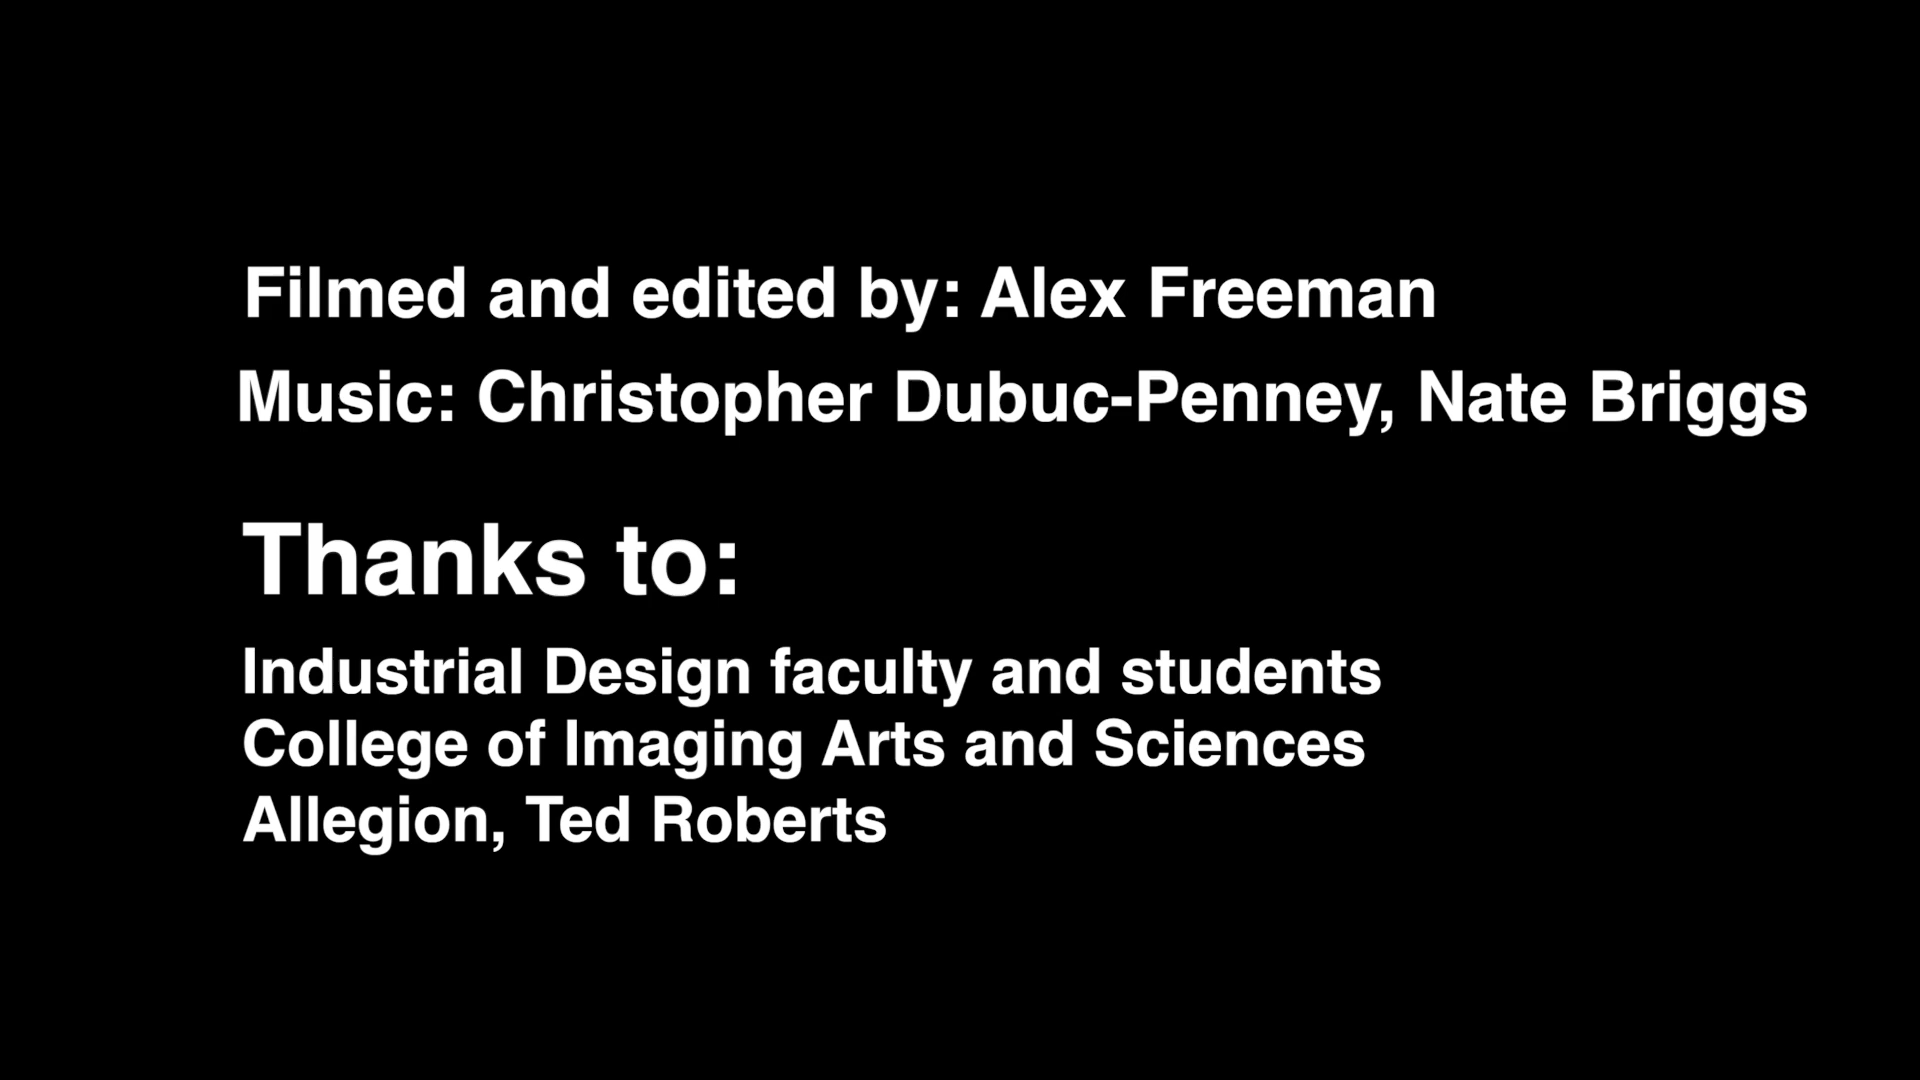 Filmed and edited by: Alex Freeman
Music: Christopher Dubuc-Penney, Nate Briggs
Thanks to:
Industrial Design faculty and students
College of Imaging Arts and Sciences
Allegion, Ted Roberts